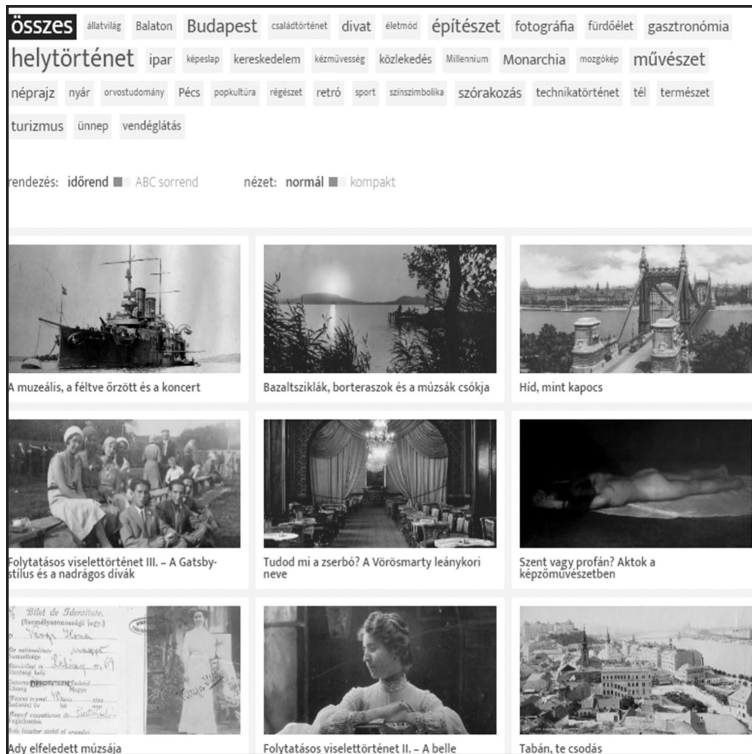 összes állatvilág Balaton Budapest családtörténet divat életmód építészet fotográfia fürdőélet gasztronómia
helytörténet ipar képeslap kereskedelem kézművesség közlekedés Millennium Monarchia mozgókép művészet
néprajz nyár orvostudomány Pécs popkultúra régészet retró sport színszimbolika szórakozás technikatörténet tél természet
turizmus ünnep vendéglátás
rendezés: időrend ABC sorrend nézet: normál kompakt
A muzeális, a féltve őrzött és a koncert
Bazaltsziklák, borteraszok és a múzsák csókja
Híd, mint kapocs
Folytatásos viselettörténet III. – A Gatsby-
stílus és a nadrágos dívák
Tudod mi a zserbó? A Vörösmarty leánykori
neve
Szent vagy profán? Aktok a
képzőművészetben
Bilet de Identitate
Ady elfeledett múzsája
Folytatásos viselettörténet II. – A belle
Tabán, te csodás